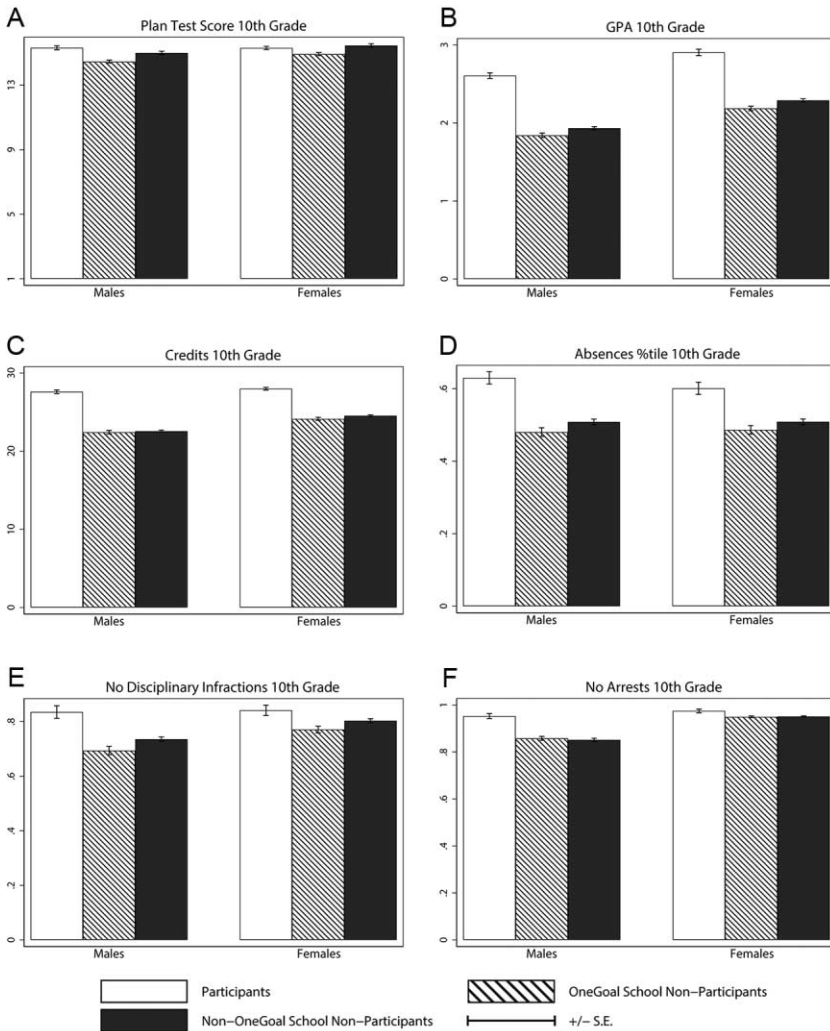 A
Plan Test Score 10th Grade
13
9
5
1
Males
Females
B
GPA 10th Grade
3
2
1
0
Males
Females
C
Credits 10th Grade
30
20
10
0
Males
Females
D
Absences %tile 10th Grade
.6
.4
.2
0
Males
Females
E
No Disciplinary Infractions 10th Grade
.8
.6
.4
.2
0
Males
Females
F
No Arrests 10th Grade
1
.8
.6
.4
.2
0
Males
Females
Participants
OneGoal School Non-Participants
Non-OneGoal School Non-Participants
+/- S.E.